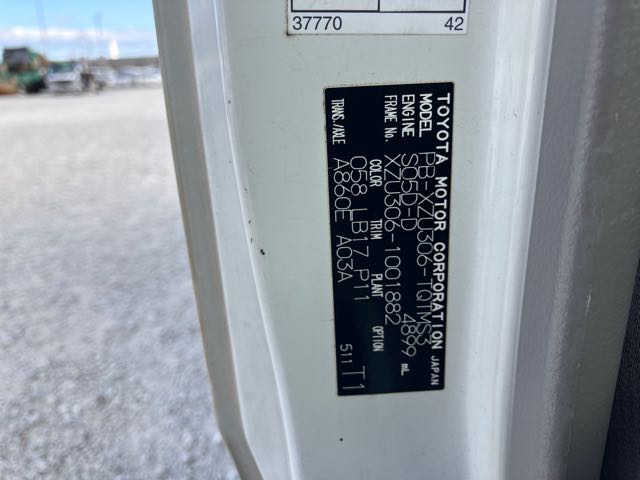 37770 42
TOYOTA MOTOR CORPORATION JAPAN
MODEL PB-XZU306-TQTMS3
ENGINE S05D-D 4899 mL
FRAME No. XZU306-1001882
COLOR TRIM PLANT OPTION
058 LB17 P11
TRANS./AXLE A860E A03A
511 T1